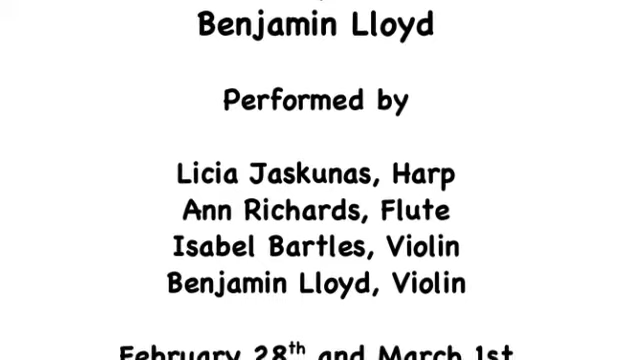 Benjamin Lloyd
Performed by
Licia Jaskunas, Harp
Ann Richards, Flute
Isabel Bartles, Violin
Benjamin Lloyd, Violin
February 28th and March 1st